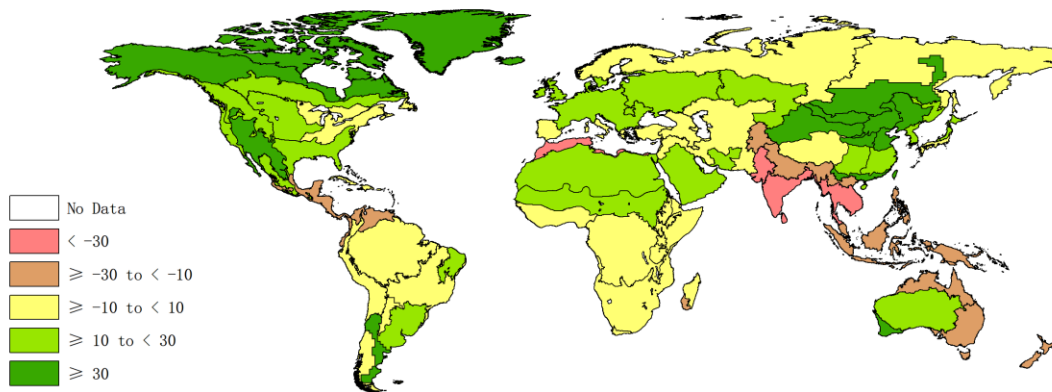 No Data
< -30
≥ -30 to < -10
≥ -10 to < 10
≥ 10 to < 30
≥ 30